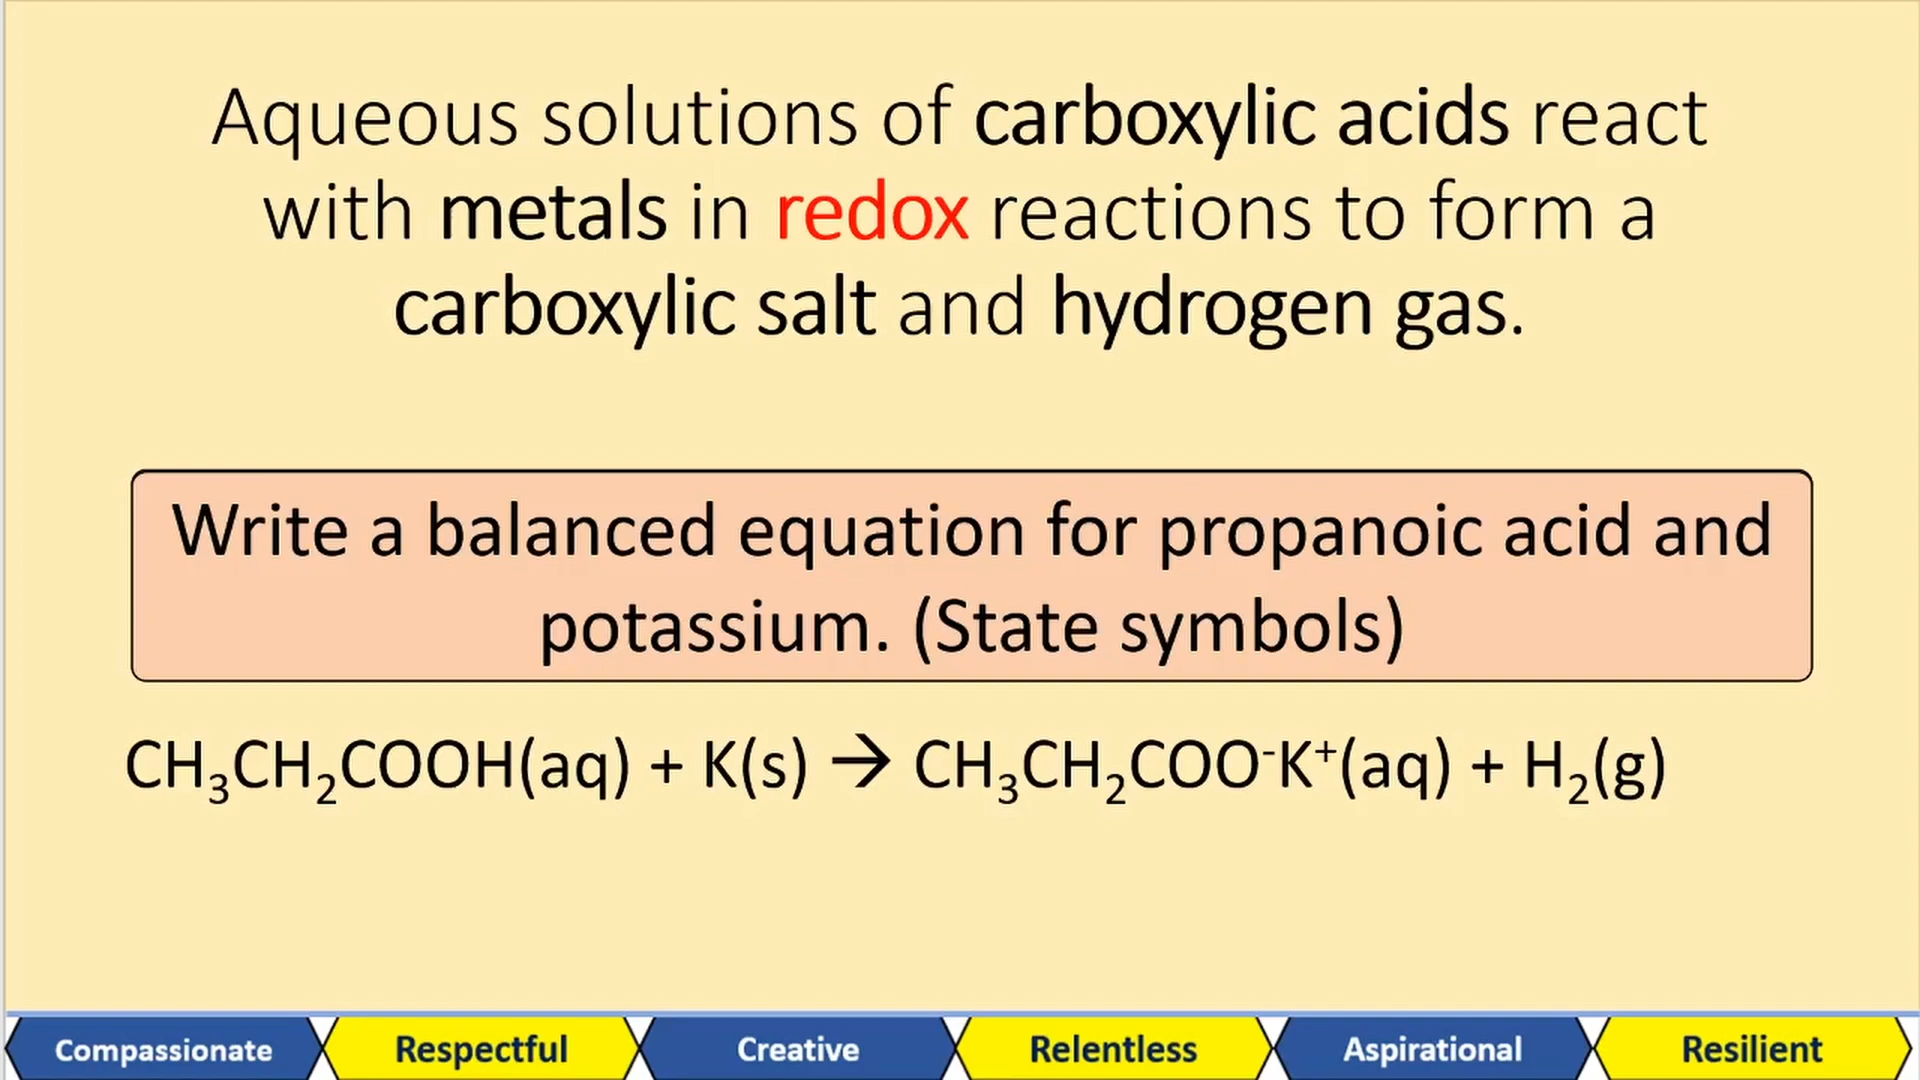 Aqueous solutions of carboxylic acids react
with metals in redox reactions to form a
carboxylic salt and hydrogen gas.
Write a balanced equation for propanoic acid and
potassium. (State symbols)
CH₃CH₂COOH(aq) + K(s) → CH₃CH₂COO⁻K⁺(aq) + H₂(g)
Compassionate Respectful Creative Relentless Aspirational Resilient